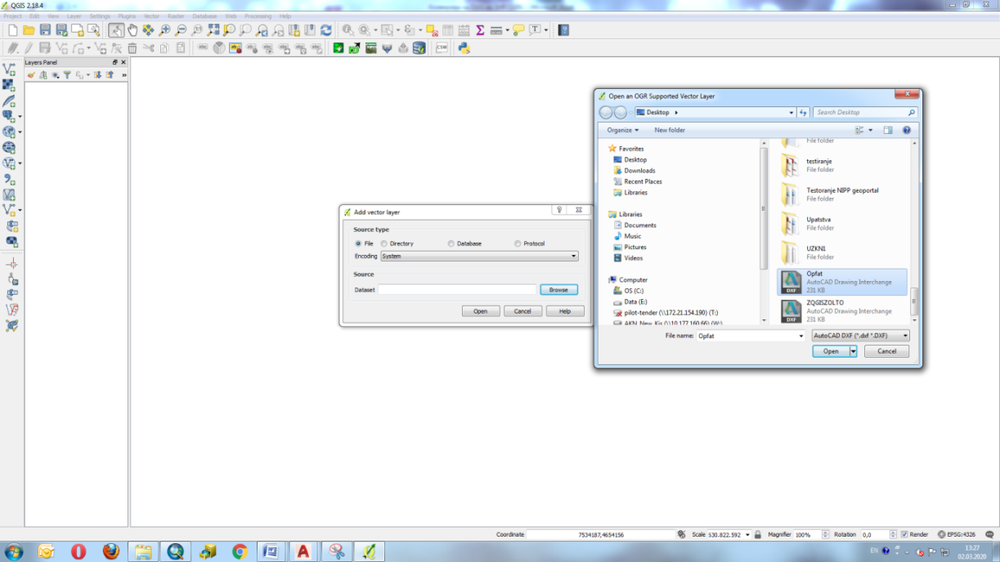 QGIS 2.18.4
Project Edit View Layer Settings Plugins Vector Raster Database Web Processing Help
CSW
Layers Panel
Open an OGR Supported Vector Layer
Desktop
Search Desktop
Organize New folder
Favorites
Desktop
Downloads
Recent Places
Libraries
Libraries
Documents
Music
Pictures
Videos
Computer
OS (C:)
Data (E:)
pilot-tender (\\172.21.154.190) (T:)
AKN_New_Kis (\\10.177.160.66) (W:)
File folder
testiranje
File folder
Testoranje NIPP geoportal
File folder
Upatstva
File folder
UZKN1
File folder
DXF
Opfat
AutoCAD Drawing Interchange
231 KB
DXF
ZQGISZOLTO
AutoCAD Drawing Interchange
231 KB
File name: Opfat
AutoCAD DXF (*.dxf *.DXF)
Open Cancel
Add vector layer
Source type
File Directory Database Protocol
Encoding System
Source
Dataset Browse
Open Cancel Help
Coordinate 7534187,4654156 Scale 530.822.592 Magnifier 100% Rotation 0,0 Render EPSG:4326
EN 13:27
02.03.2020